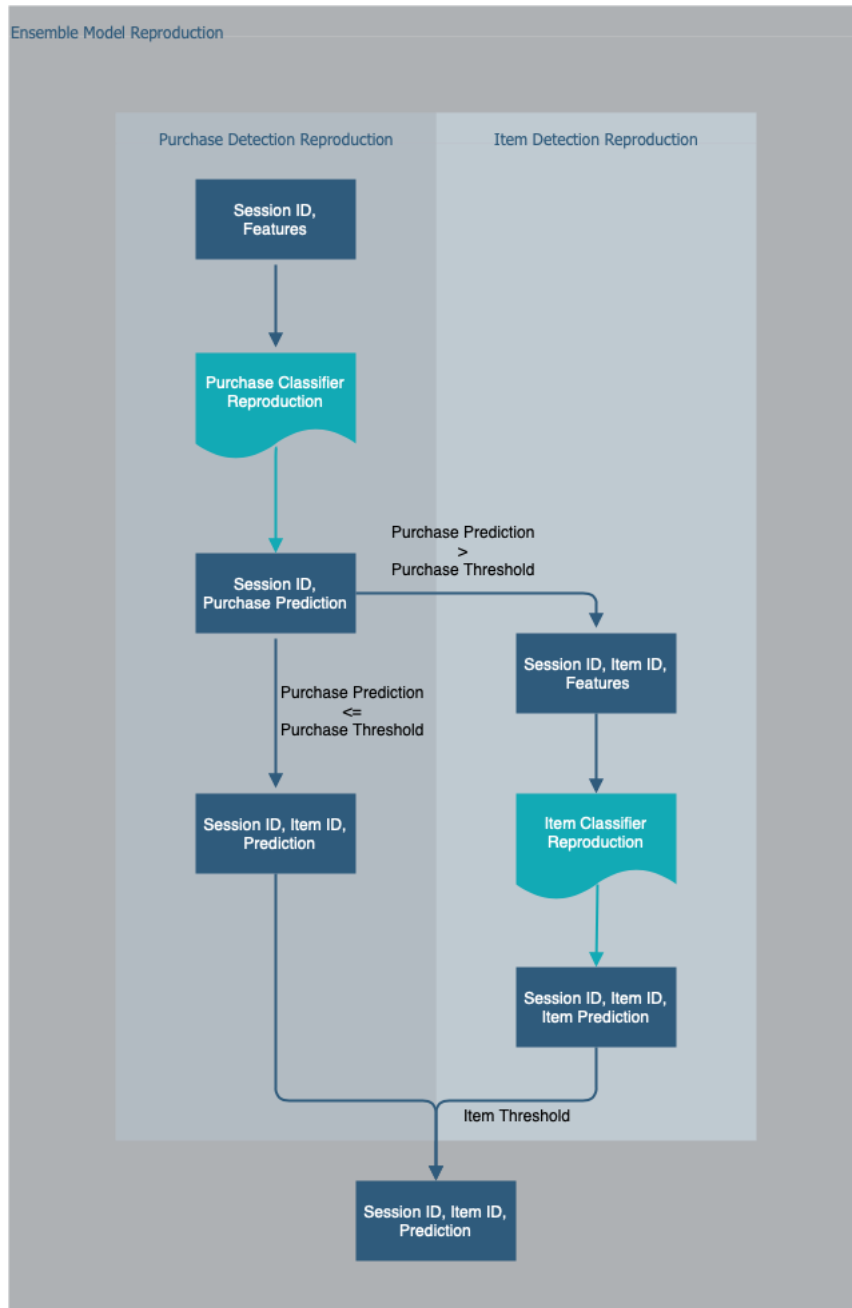 Ensemble Model Reproduction
Purchase Detection Reproduction
Item Detection Reproduction
Session ID,
Features
Purchase Classifier
Reproduction
Purchase Prediction
>
Purchase Threshold
Session ID,
Purchase Prediction
Session ID, Item ID,
Features
Purchase Prediction
<=
Purchase Threshold
Session ID, Item ID,
Prediction
Item Classifier
Reproduction
Session ID, Item ID,
Item Prediction
Item Threshold
Session ID, Item ID,
Prediction